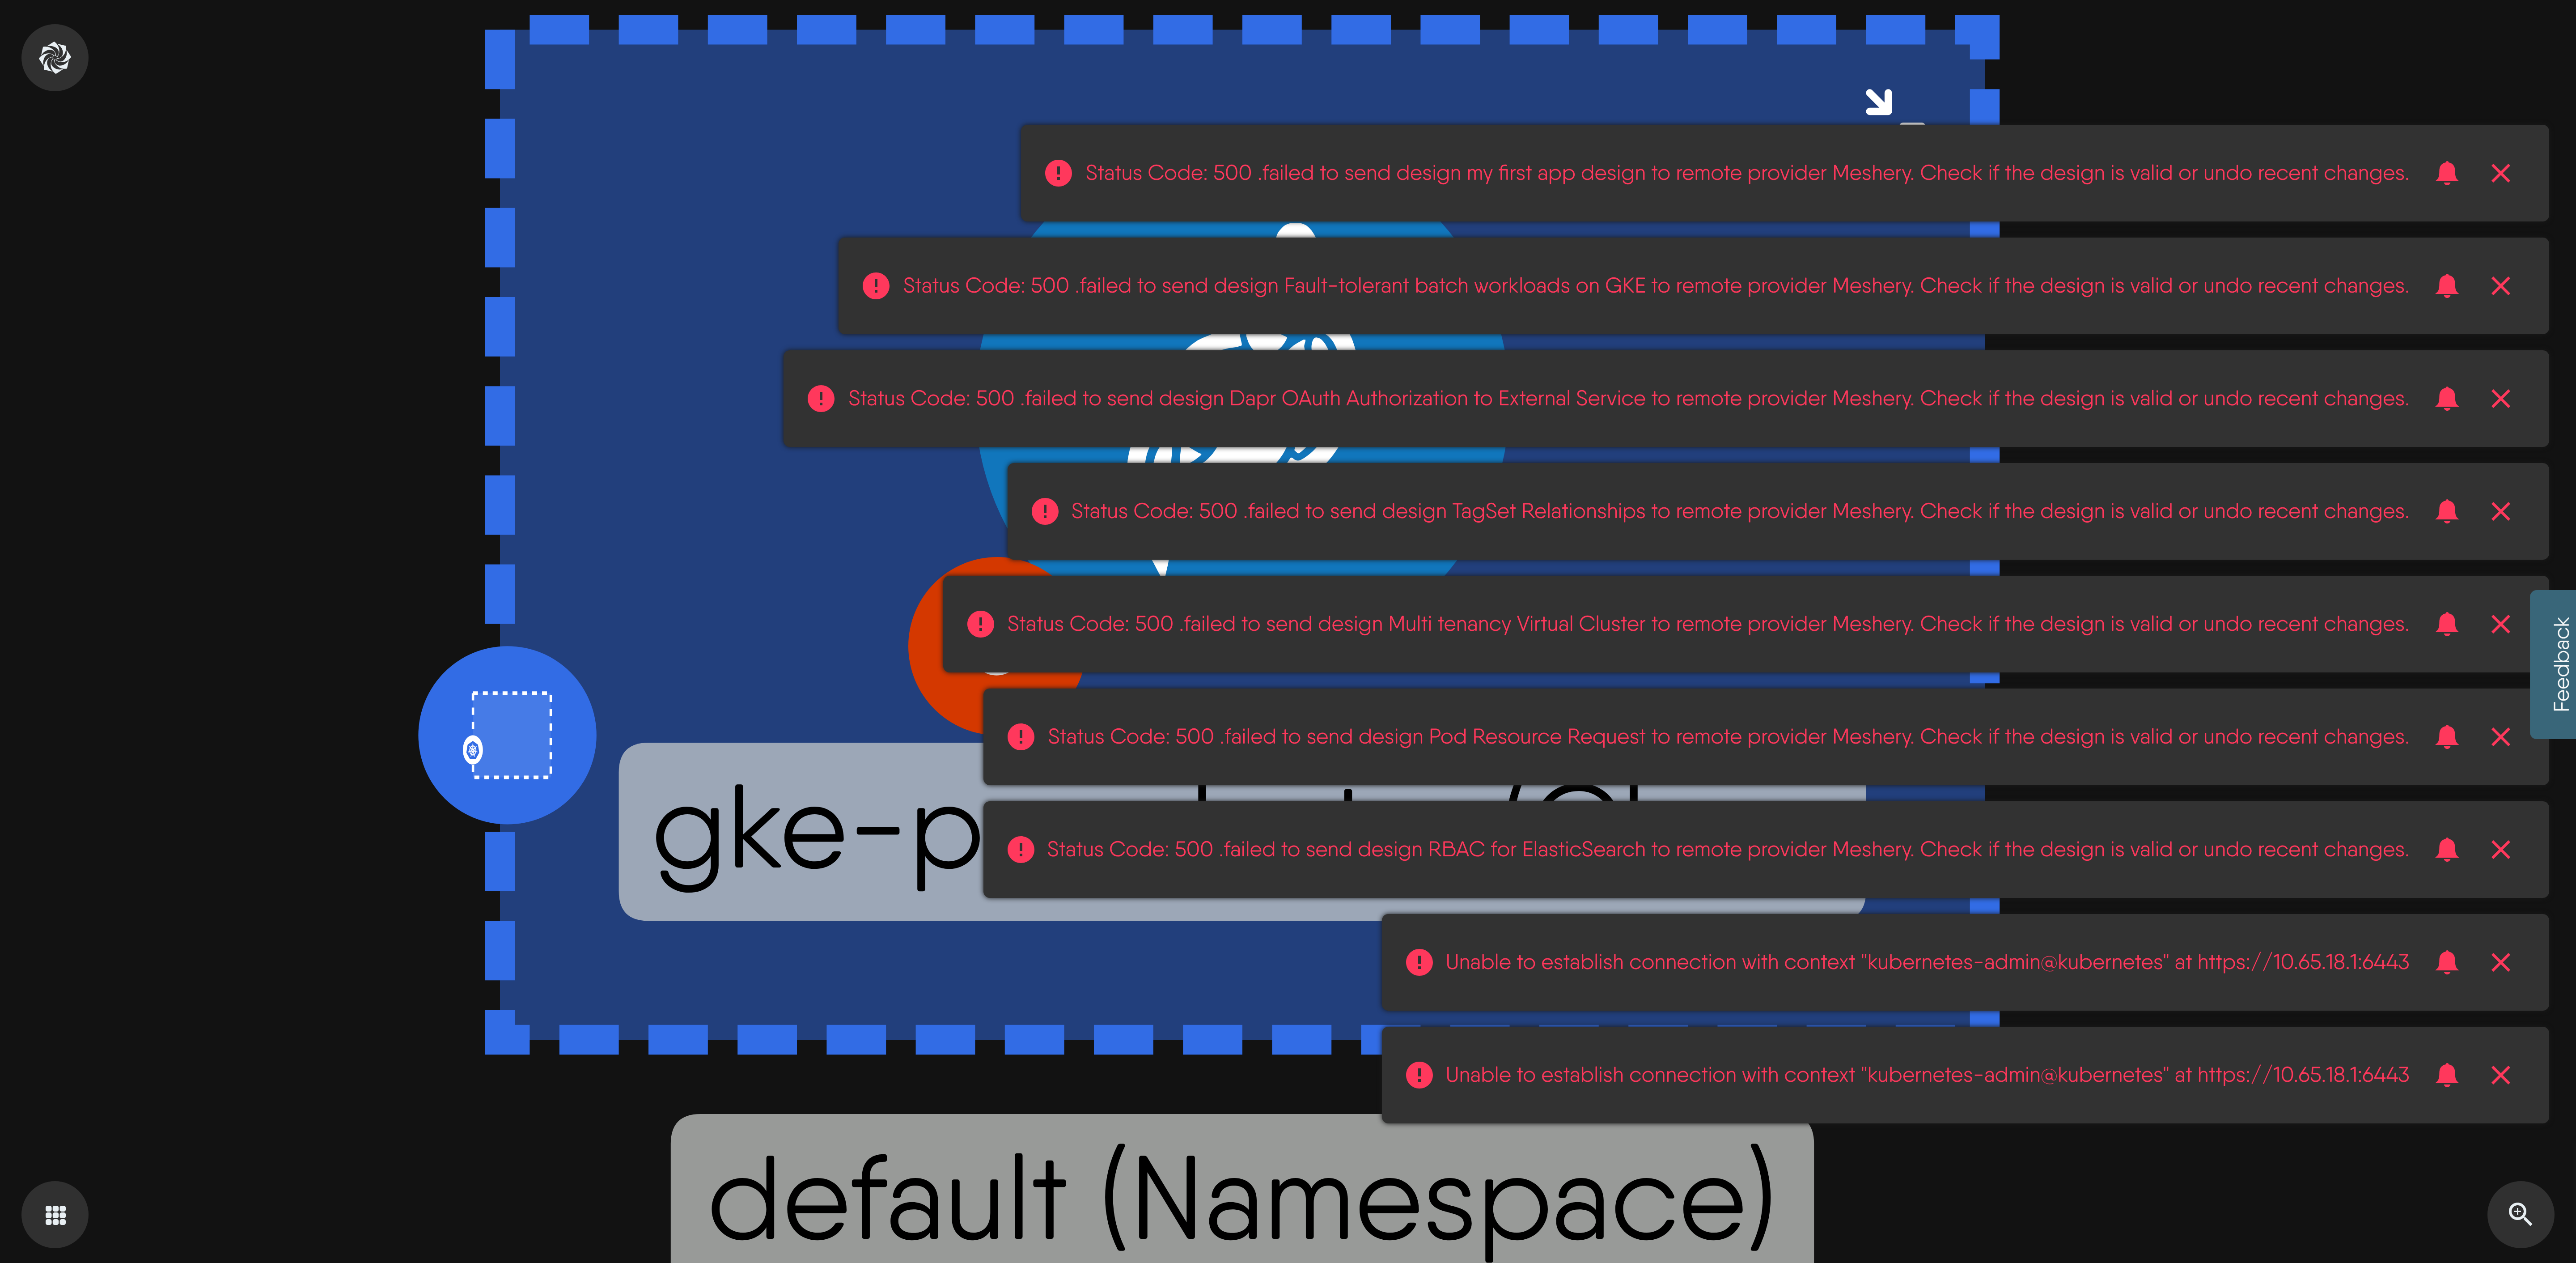 Status Code: 500 .failed to send design my first app design to remote provider Meshery. Check if the design is valid or undo recent changes.
Status Code: 500 .failed to send design Fault-tolerant batch workloads on GKE to remote provider Meshery. Check if the design is valid or undo recent changes.
Status Code: 500 .failed to send design Dapr OAuth Authorization to External Service to remote provider Meshery. Check if the design is valid or undo recent changes.
Status Code: 500 .failed to send design TagSet Relationships to remote provider Meshery. Check if the design is valid or undo recent changes.
Status Code: 500 .failed to send design Multi tenancy Virtual Cluster to remote provider Meshery. Check if the design is valid or undo recent changes.
Feedback
Status Code: 500 .failed to send design Pod Resource Request to remote provider Meshery. Check if the design is valid or undo recent changes.
gke-p
Status Code: 500 .failed to send design RBAC for ElasticSearch to remote provider Meshery. Check if the design is valid or undo recent changes.
Unable to establish connection with context "kubernetes-admin@kubernetes" at https://10.65.18.1:6443
Unable to establish connection with context "kubernetes-admin@kubernetes" at https://10.65.18.1:6443
default (Namespace)